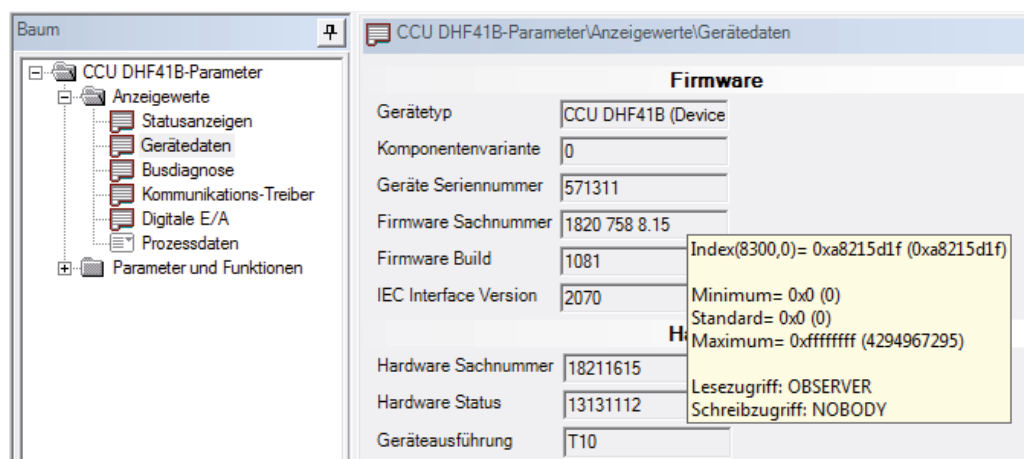 Baum
CCU DHF41B-Parameter
Anzeigewerte
Statusanzeigen
Gerätedaten
Busdiagnose
Kommunikations-Treiber
Digitale E/A
Prozessdaten
Parameter und Funktionen
CCU DHF41B-Parameter\Anzeigewerte\Gerätedaten
Firmware
Gerätetyp CCU DHF41B (Device
Komponentenvariante 0
Geräte Seriennummer 571311
Firmware Sachnummer 1820 758 8.15
Firmware Build 1081
IEC Interface Version 2070
Hardware Sachnummer 18211615
Hardware Status 13131112
Geräteausführung T10
Index(8300,0)= 0xa8215d1f (0xa8215d1f)
Minimum= 0x0 (0)
Standard= 0x0 (0)
Maximum= 0xffffffff (4294967295)
Lesezugriff: OBSERVER
Schreibzugriff: NOBODY